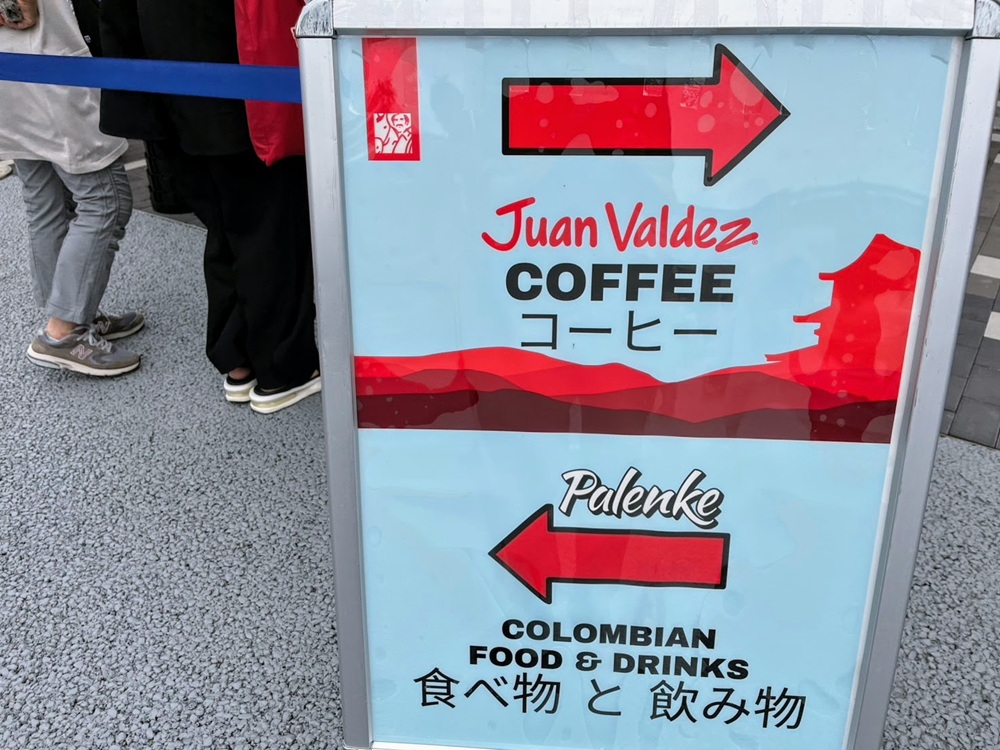 Juan Valdez®
COFFEE
コーヒー
Palenke
COLOMBIAN
FOOD & DRINKS
食べ物 と 飲み物